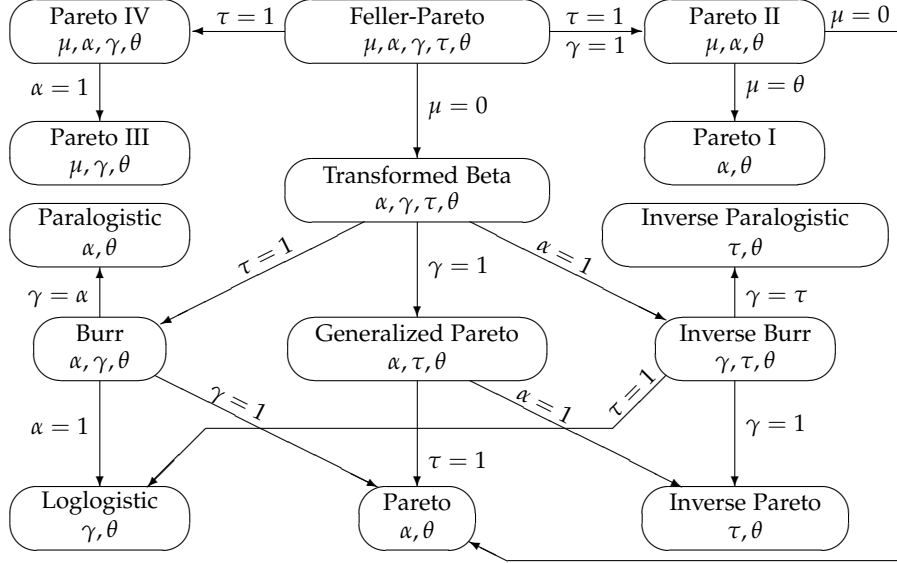 Pareto IV
μ, α, γ, θ
τ = 1
Feller-Pareto
μ, α, γ, τ, θ
τ = 1
γ = 1
Pareto II
μ, α, θ
μ = 0
α = 1
μ = 0
μ = θ
Pareto III
μ, γ, θ
Pareto I
α, θ
Transformed Beta
α, γ, τ, θ
Paralogistic
α, θ
Inverse Paralogistic
τ, θ
τ = 1
γ = 1
α = 1
γ = α
γ = τ
Burr
α, γ, θ
Generalized Pareto
α, τ, θ
Inverse Burr
γ, τ, θ
α = 1
γ = 1
τ = 1
α = 1
τ = 1
γ = 1
Loglogistic
γ, θ
Pareto
α, θ
Inverse Pareto
τ, θ